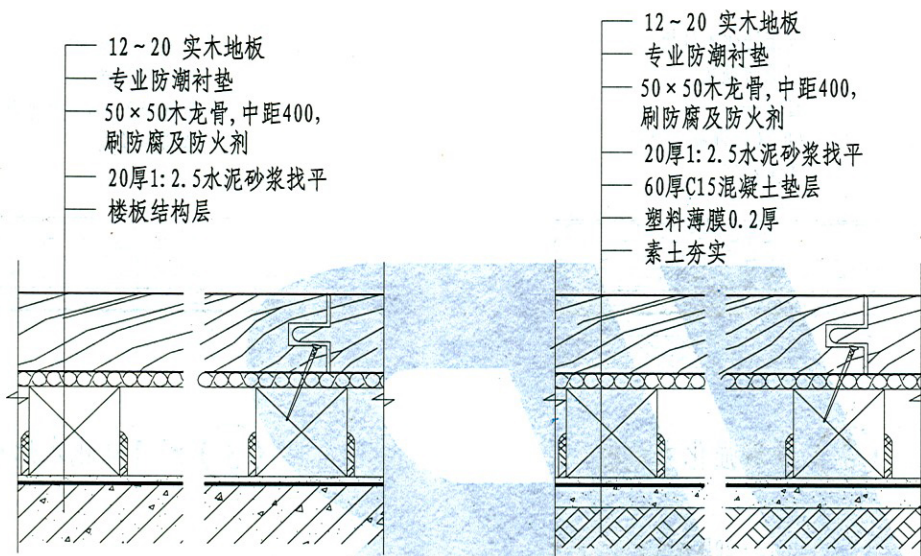 12~20 实木地板
专业防潮衬垫
50×50木龙骨,中距400,
刷防腐及防火剂
20厚1:2.5水泥砂浆找平
楼板结构层
12~20 实木地板
专业防潮衬垫
50×50木龙骨,中距400,
刷防腐及防火剂
20厚1:2.5水泥砂浆找平
60厚C15混凝土垫层
塑料薄膜0.2厚
素土夯实